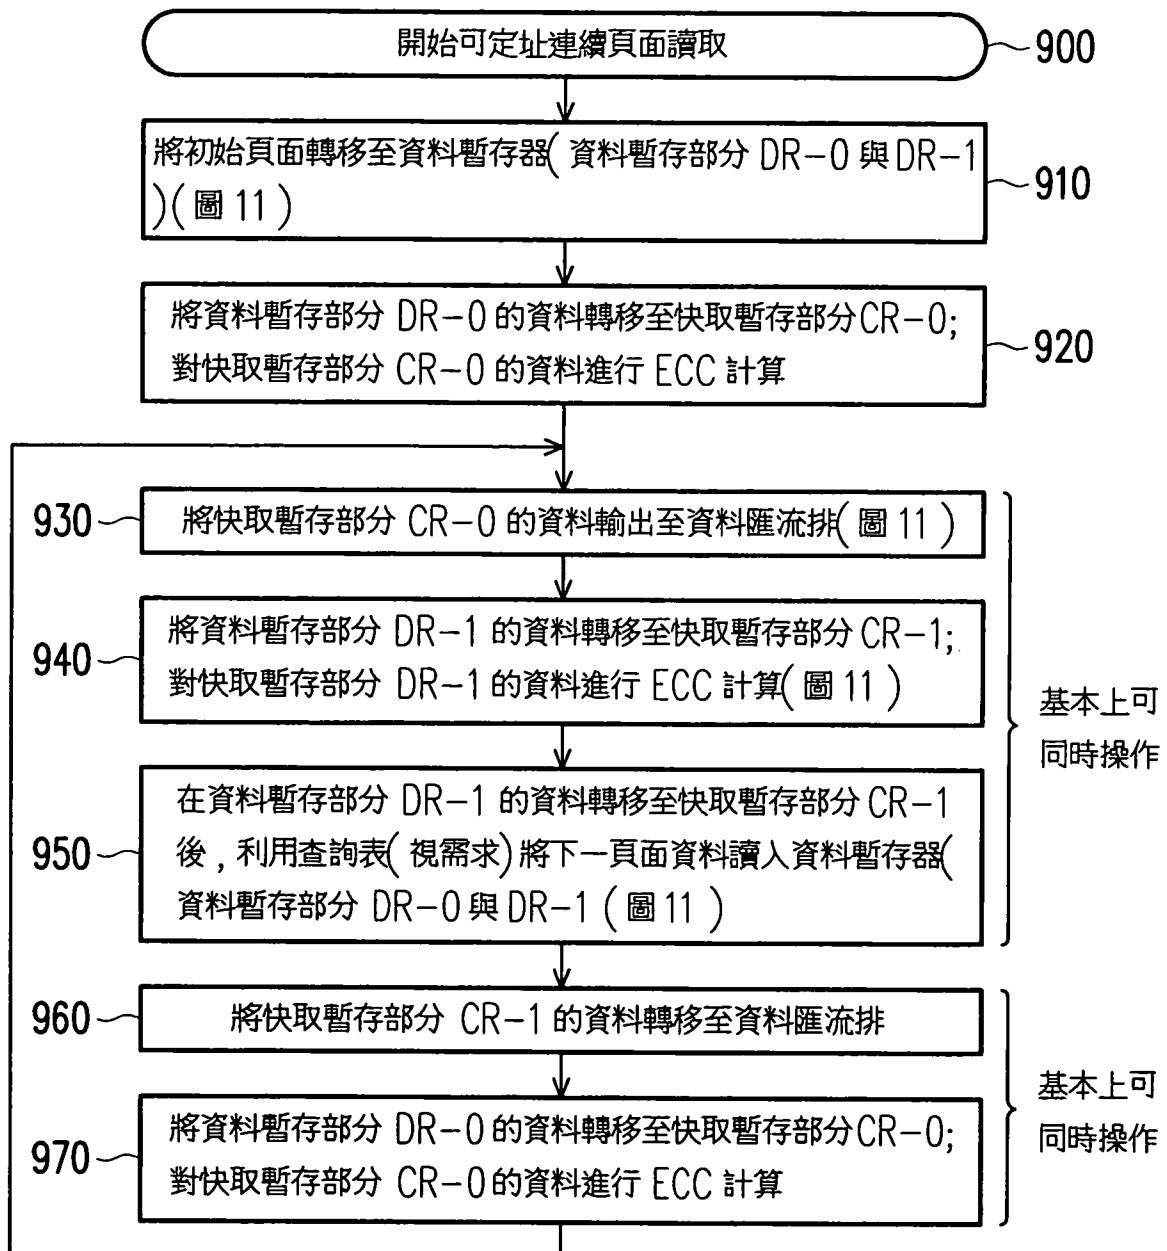 開始可定址連續頁面讀取
900
將初始頁面轉移至資料暫存器(資料暫存部分 DR-0 與 DR-1
)(圖 11)
910
將資料暫存部分 DR-0 的資料轉移至快取暫存部分CR-0;
對快取暫存部分 CR-0 的資料進行 ECC 計算
920
930
將快取暫存部分 CR-0 的資料輸出至資料匯流排(圖 11)
940
將資料暫存部分 DR-1 的資料轉移至快取暫存部分 CR-1;
對快取暫存部分 DR-1 的資料進行 ECC 計算(圖 11)
950
在資料暫存部分 DR-1 的資料轉移至快取暫存部分 CR-1
後,利用查詢表(視需求)將下一頁面資料讀入資料暫存器(
資料暫存部分 DR-0 與 DR-1(圖 11)
基本上可
同時操作
960
將快取暫存部分 CR-1 的資料轉移至資料匯流排
970
將資料暫存部分 DR-0 的資料轉移至快取暫存部分CR-0;
對快取暫存部分 CR-0 的資料進行 ECC 計算
基本上可
同時操作